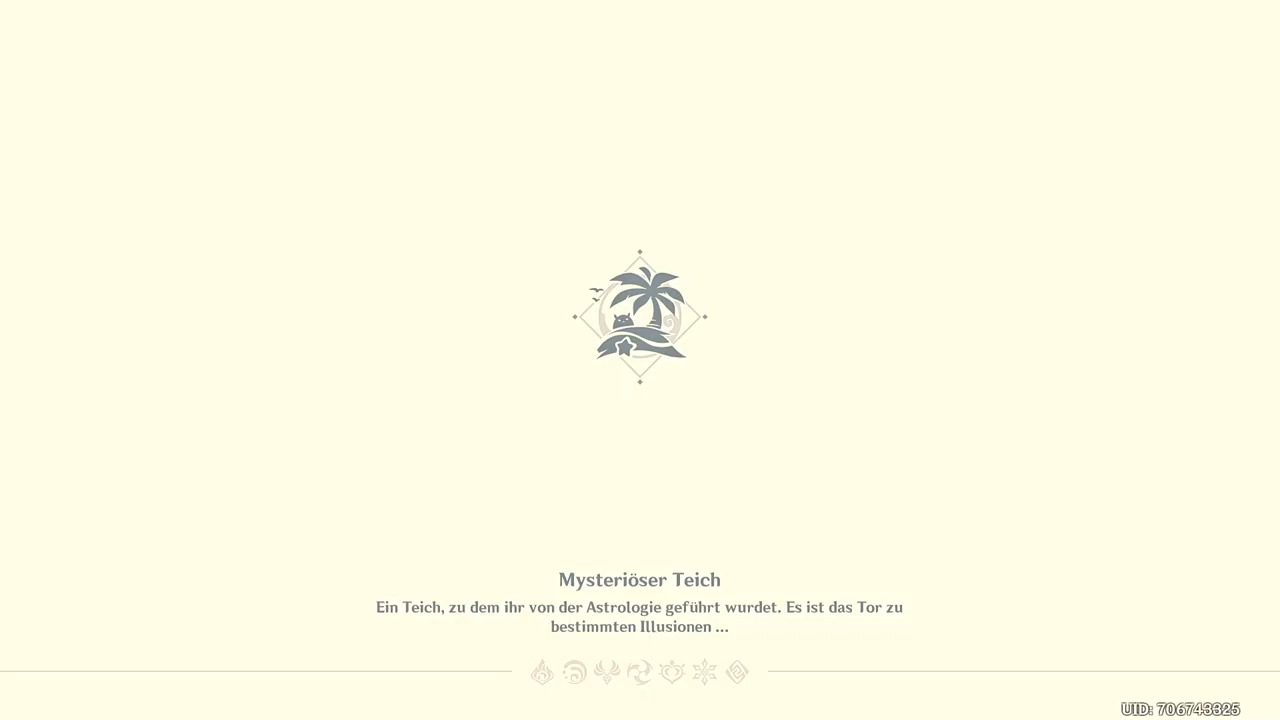 Mysteriöser Teich
Ein Teich, zu dem ihr von der Astrologie geführt wurdet. Es ist das Tor zu
bestimmten Illusionen ...
UID: 706743325